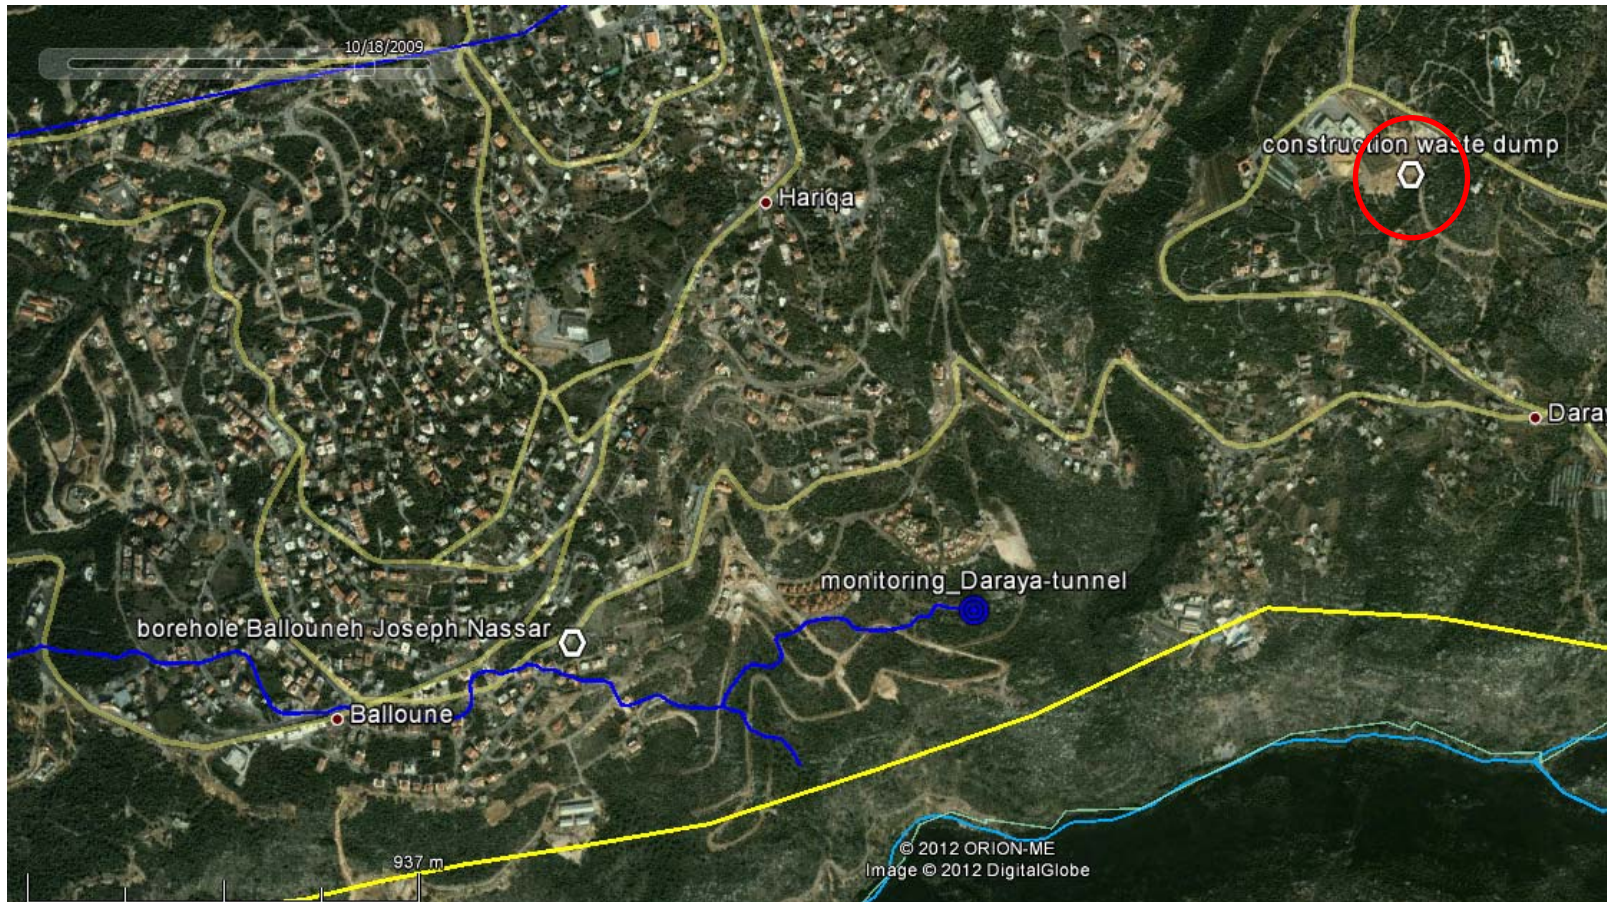 10/18/2009
construction waste dump
Hariqa
Daray
monitoring_Daraya-tunnel
borehole Ballouneh Joseph Nassar
Balloune
937 m
© 2012 ORION-ME
Image © 2012 DigitalGlobe